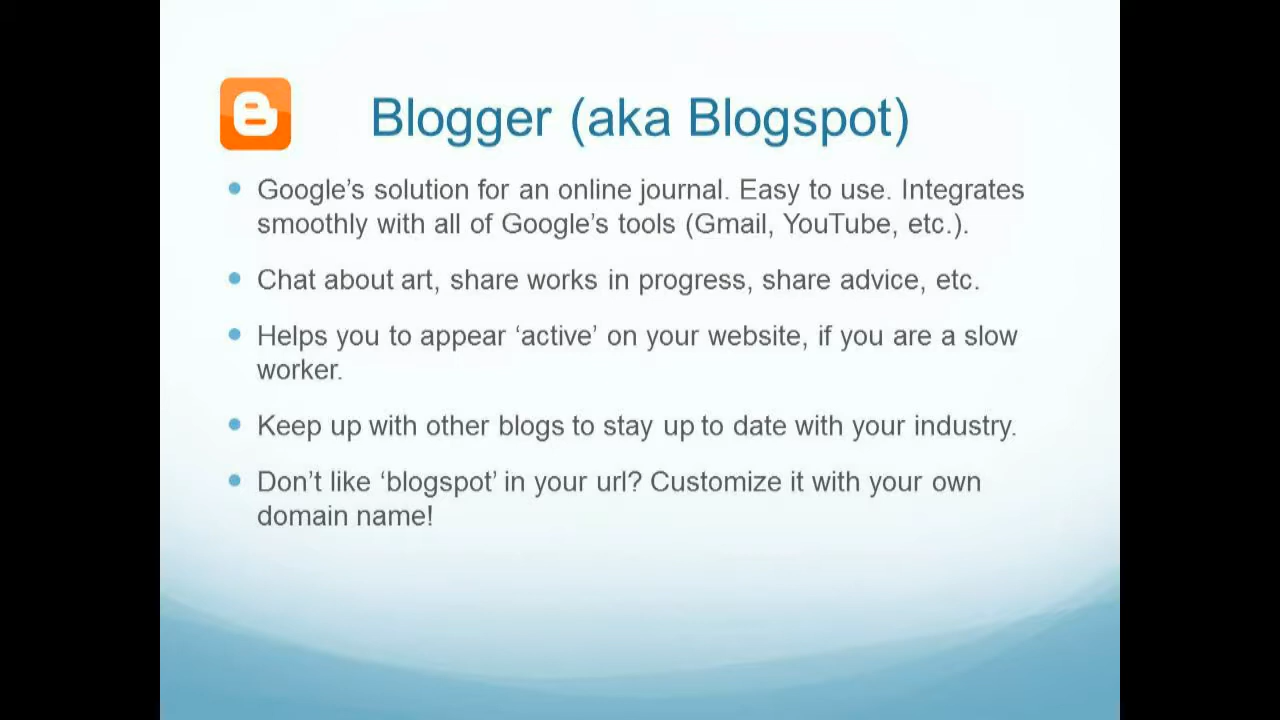 Blogger (aka Blogspot)
Google’s solution for an online journal. Easy to use. Integrates
smoothly with all of Google’s tools (Gmail, YouTube, etc.).
Chat about art, share works in progress, share advice, etc.
Helps you to appear ‘active’ on your website, if you are a slow
worker.
Keep up with other blogs to stay up to date with your industry.
Don’t like ‘blogspot’ in your url? Customize it with your own
domain name!